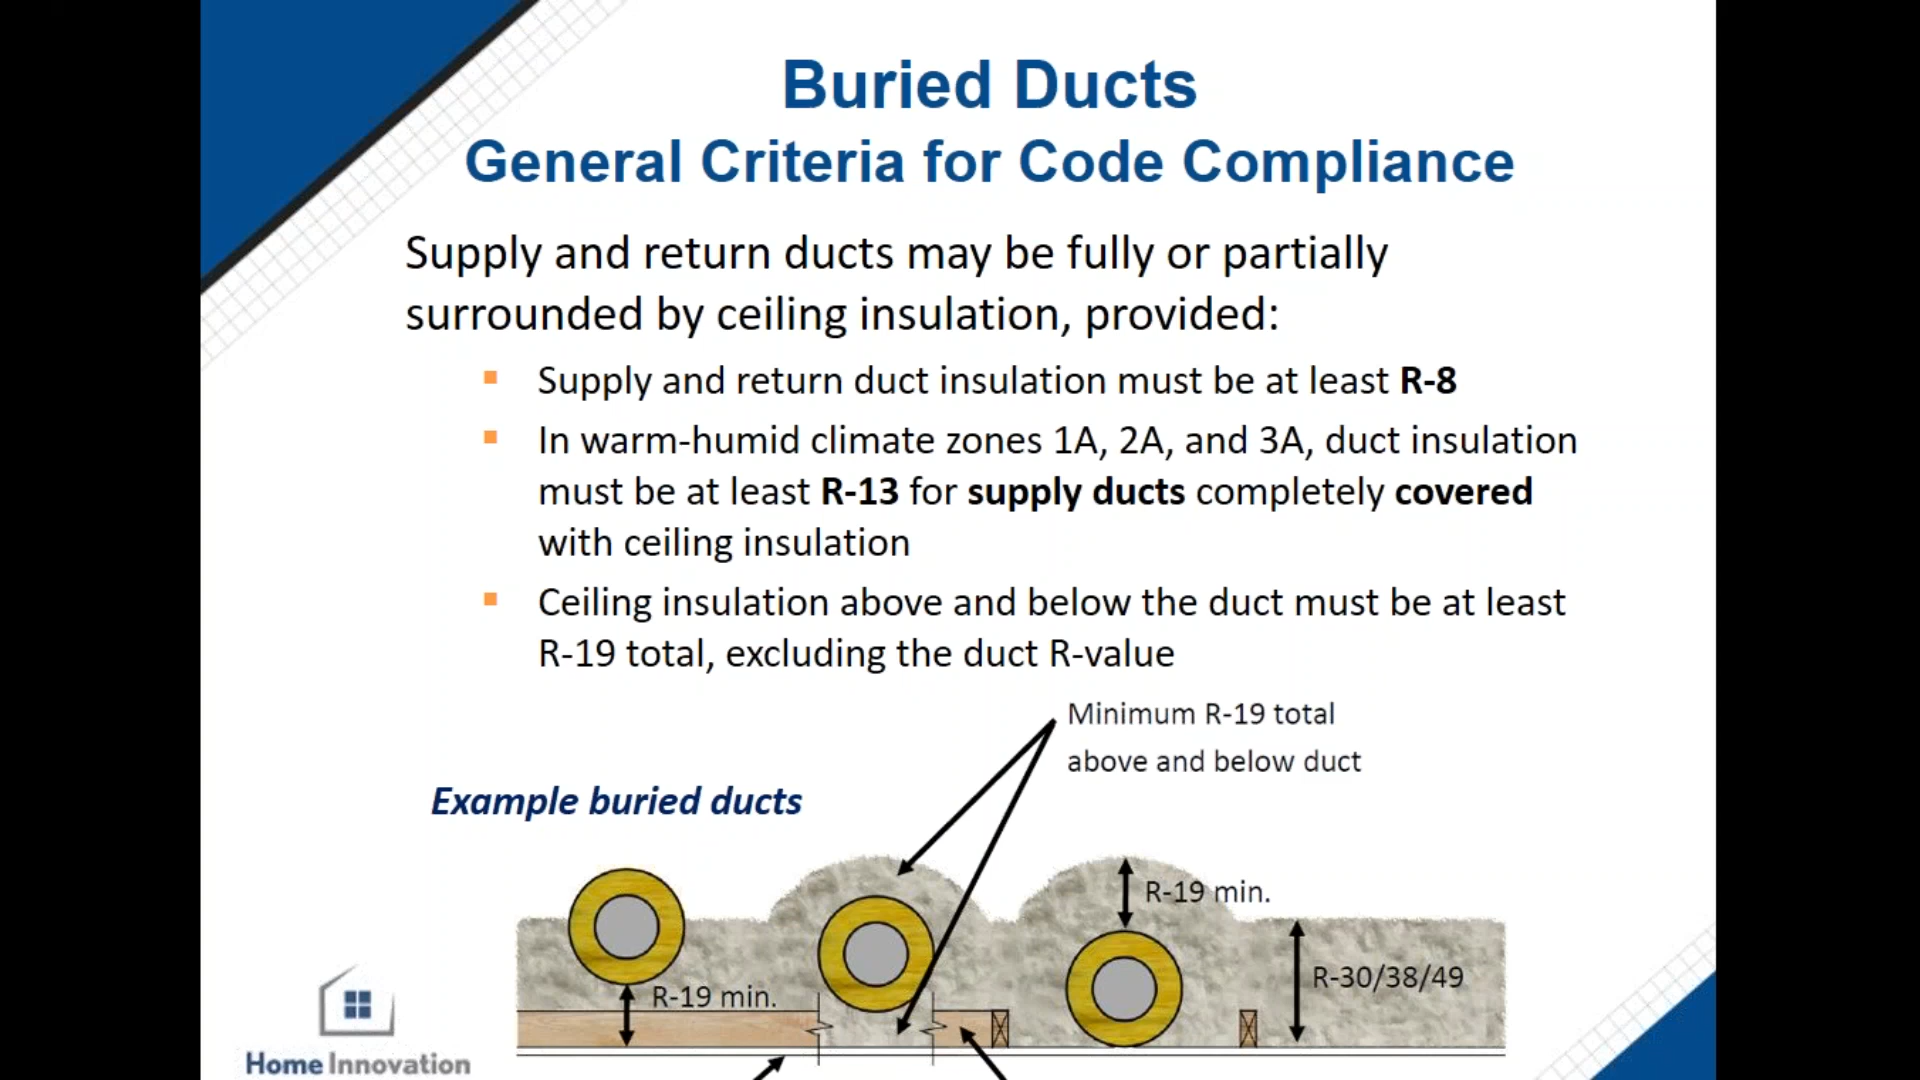 Buried Ducts
General Criteria for Code Compliance
Supply and return ducts may be fully or partially
surrounded by ceiling insulation, provided:
Supply and return duct insulation must be at least R-8
In warm-humid climate zones 1A, 2A, and 3A, duct insulation
must be at least R-13 for supply ducts completely covered
with ceiling insulation
Ceiling insulation above and below the duct must be at least
R-19 total, excluding the duct R-value
Minimum R-19 total
above and below duct
Example buried ducts
R-19 min.
R-30/38/49
R-19 min.
Home Innovation